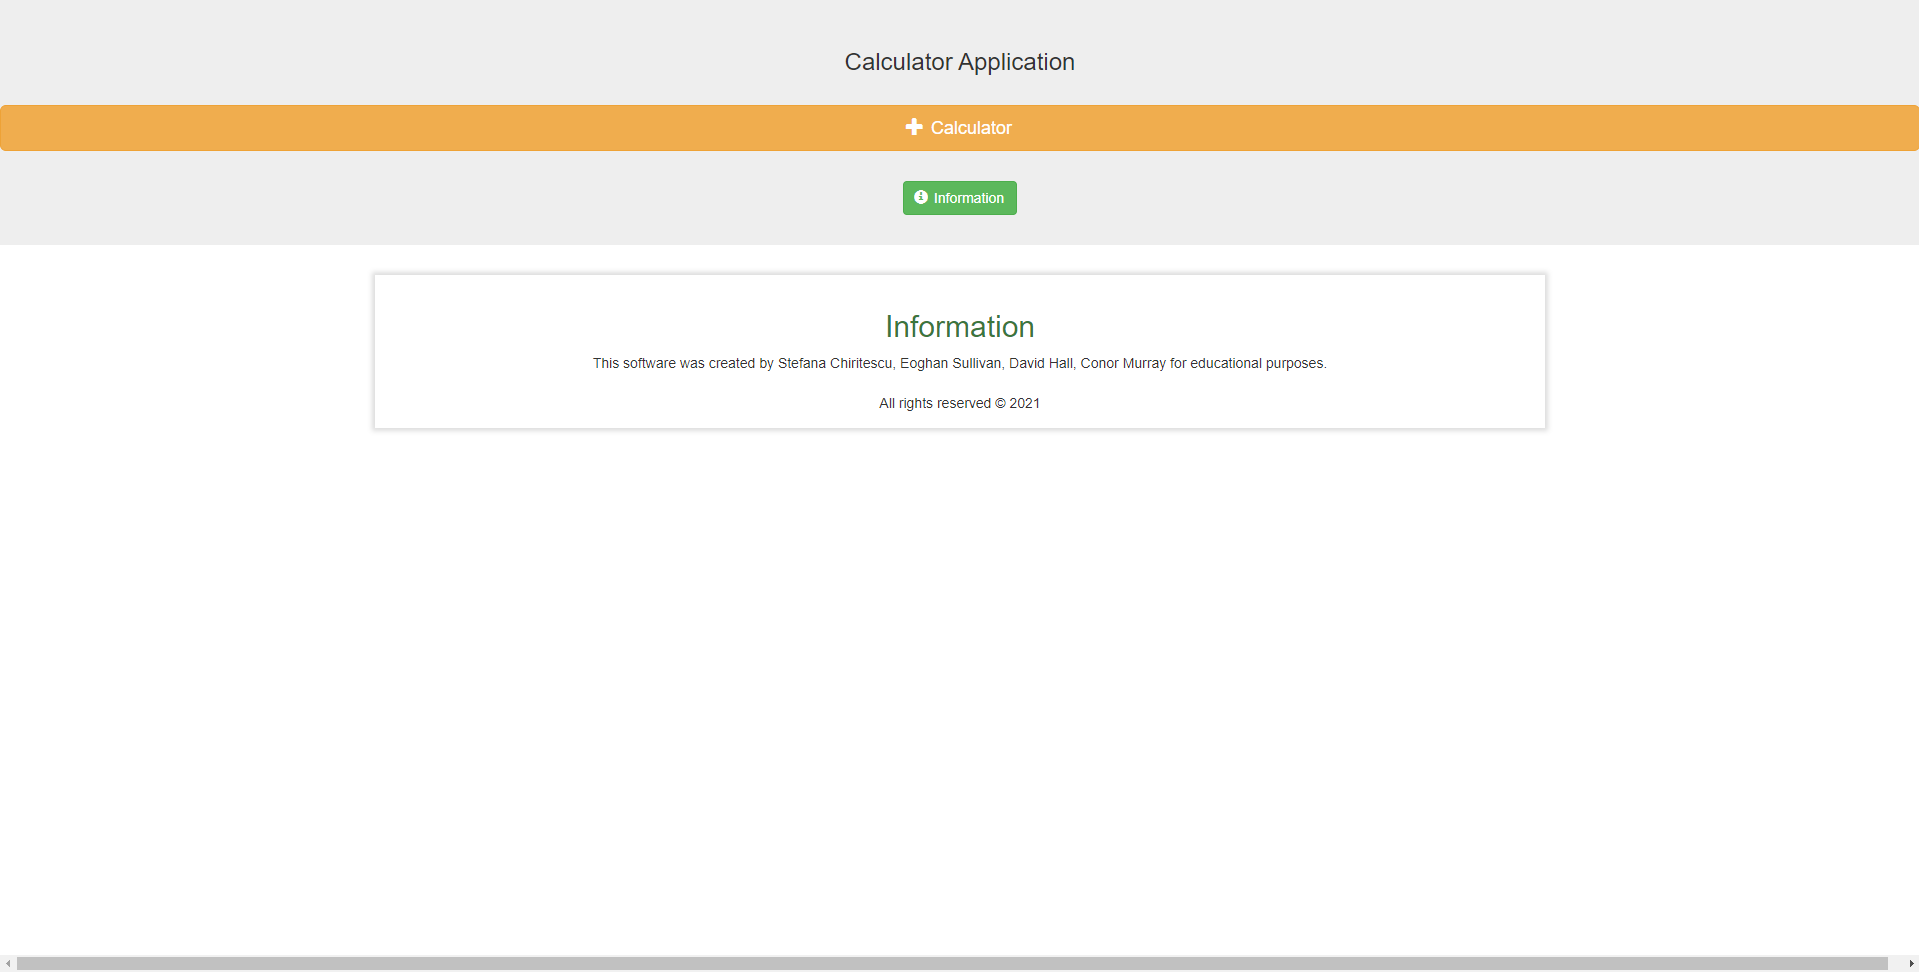 Calculator Application
Calculator
Information
Information
This software was created by Stefana Chiritescu, Eoghan Sullivan, David Hall, Conor Murray for educational purposes.
All rights reserved © 2021